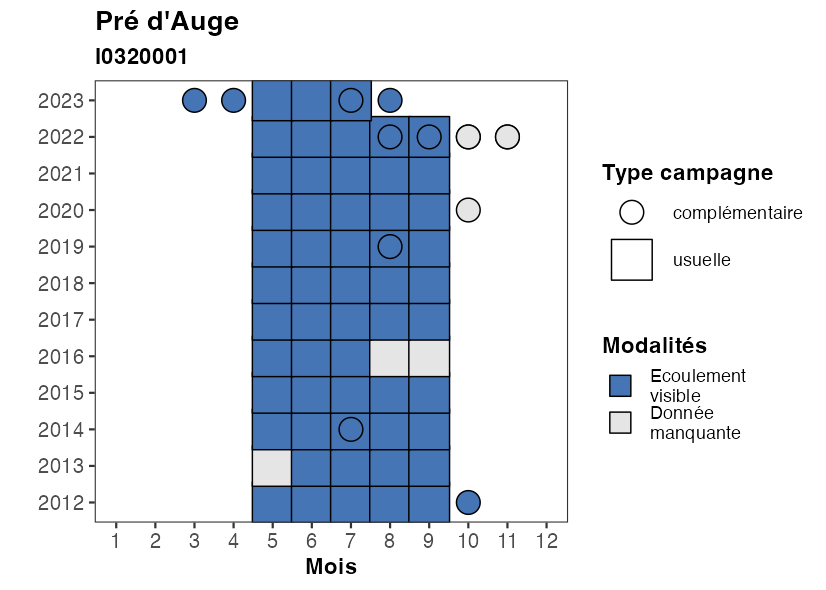 Pré d'Auge
I0320001
2023
2022
2021
2020
2019
2018
2017
2016
2015
2014
2013
2012
1 2 3 4 5 6 7 8 9 10 11 12
Mois
Type campagne
complémentaire
usuelle
Modalités
Ecoulement
visible
Donnée
manquante